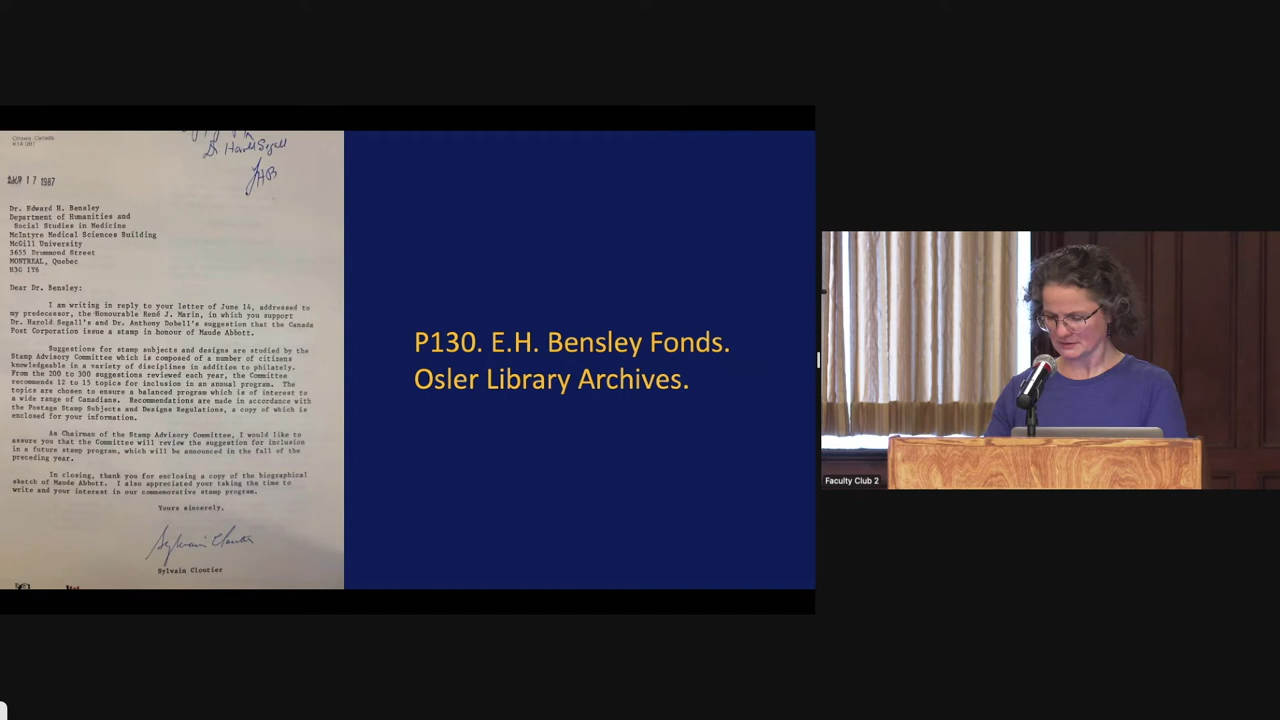 Ottawa Canada
K1A 0B1
Dr. Harold Segall
EHB
17 1987
Dr. Edward H. Bensley
Department of Humanities and
Social Studies in Medicine
McIntyre Medical Sciences Building
McGill University
3655 Drummond Street
MONTREAL, Quebec
H3G 1Y6
Dear Dr. Bensley:
I am writing in reply to your letter of June 14, addressed to
my predecessor, the Honourable René J. Marin, in which you support
Dr. Harold Segall's and Dr. Anthony Dobell's suggestion that the Canada
Post Corporation issue a stamp in honour of Maude Abbott.
Suggestions for stamp subjects and designs are studied by the
Stamp Advisory Committee which is composed of a number of citizens
knowledgeable in a variety of disciplines in addition to philately.
From the 200 to 300 suggestions reviewed each year, the Committee
recommends 12 to 15 topics for inclusion in an annual program. The
topics are chosen to ensure a balanced program which is of interest to
a wide range of Canadians. Recommendations are made in accordance with
the Postage Stamp Subjects and Designs Regulations, a copy of which is
enclosed for your information.
As Chairman of the Stamp Advisory Committee, I would like to
assure you that the Committee will review the suggestion for inclusion
in a future stamp program, which will be announced in the fall of the
preceding year.
In closing, thank you for enclosing a copy of the biographical
sketch of Maude Abbott. I also appreciated your taking the time to
write and your interest in our commemorative stamp program.
Yours sincerely,
Sylvain Cloutier
Sylvain Cloutier
P130. E.H. Bensley Fonds.
Osler Library Archives.
Faculty Club 2